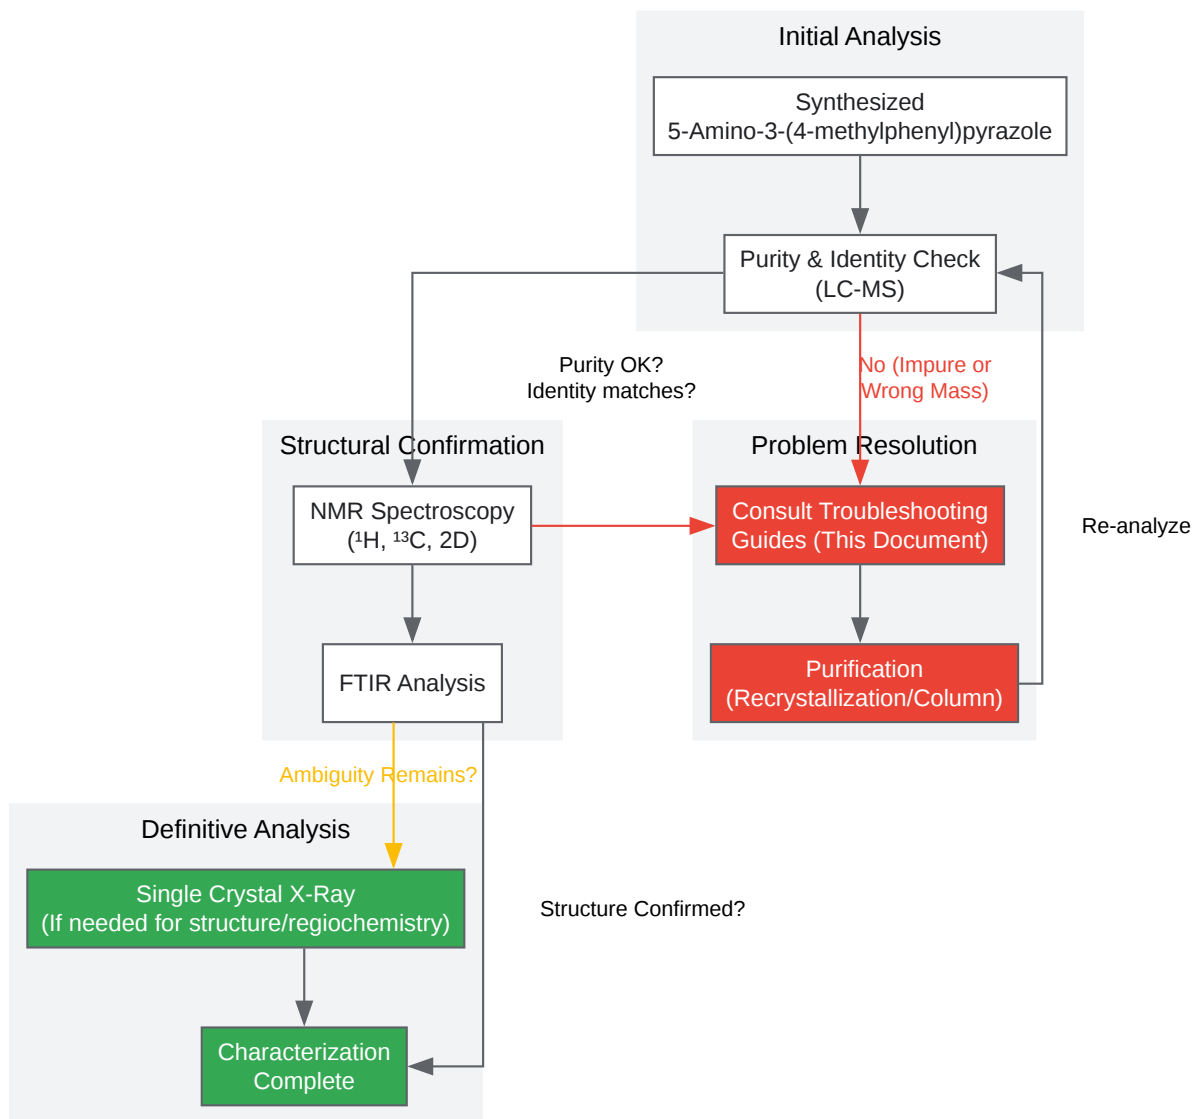 Initial Analysis
Synthesized
5-Amino-3-(4-methylphenyl)pyrazole
Purity & Identity Check
(LC-MS)
Purity OK?
Identity matches?
No (Impure or
Wrong Mass)
Structural Confirmation
Problem Resolution
NMR Spectroscopy
(¹H, ¹³C, 2D)
Consult Troubleshooting
Guides (This Document)
Re-analyze
FTIR Analysis
Purification
(Recrystallization/Column)
Ambiguity Remains?
Definitive Analysis
Single Crystal X-Ray
(If needed for structure/regiochemistry)
Structure Confirmed?
Characterization
Complete